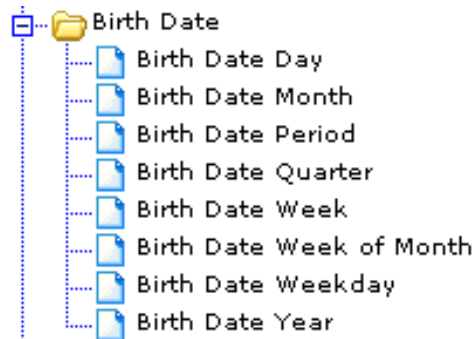 Birth Date
Birth Date Day
Birth Date Month
Birth Date Period
Birth Date Quarter
Birth Date Week
Birth Date Week of Month
Birth Date Weekday
Birth Date Year